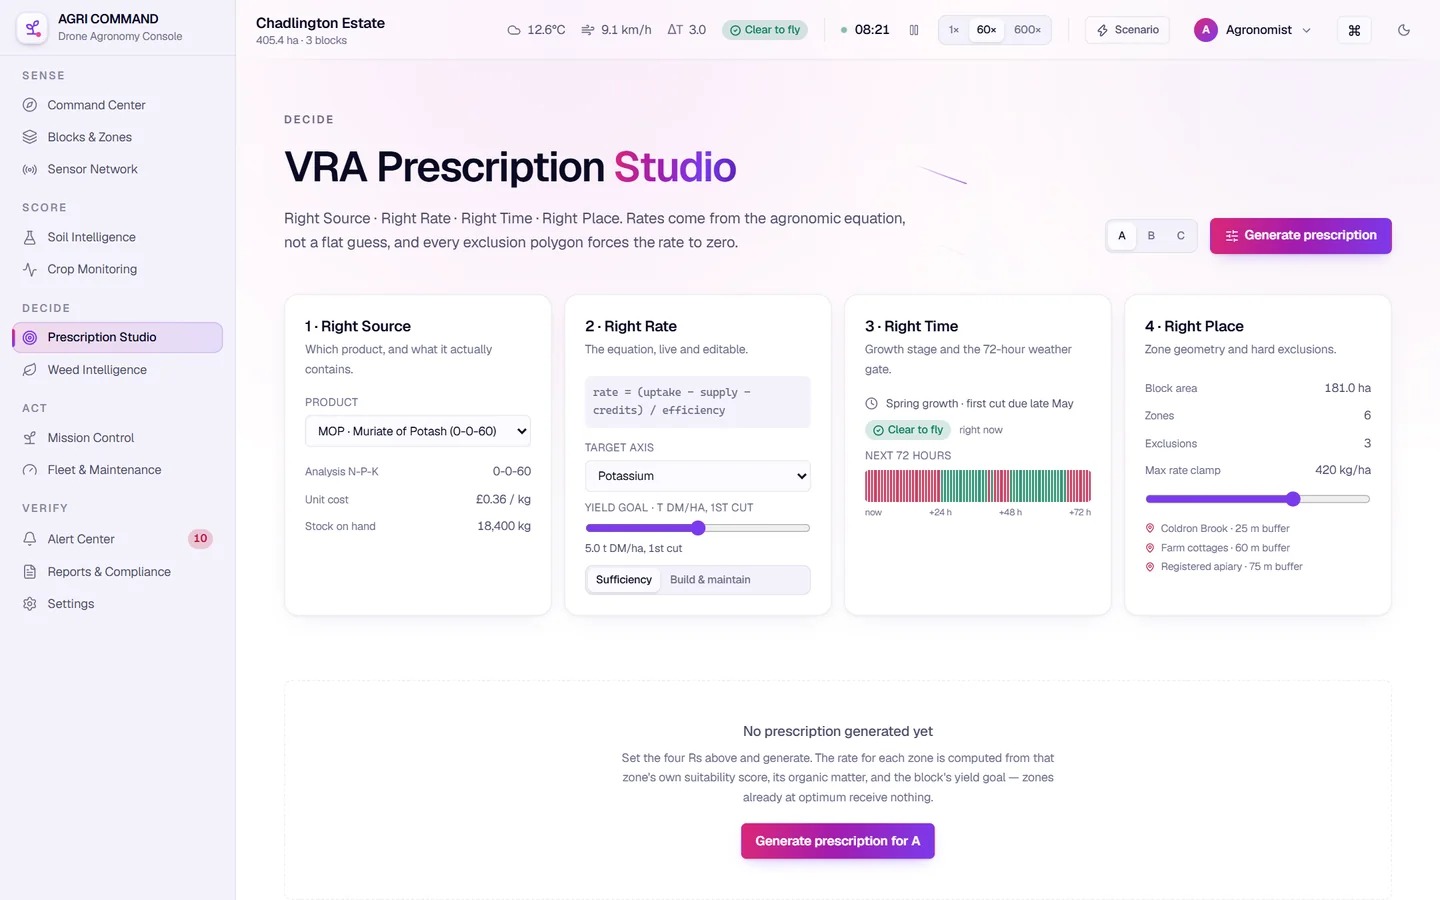 AGRI COMMAND
Drone Agronomy Console
SENSE
Command Center
Blocks & Zones
Sensor Network
SCORE
Soil Intelligence
Crop Monitoring
DECIDE
Prescription Studio
Weed Intelligence
ACT
Mission Control
Fleet & Maintenance
VERIFY
Alert Center 10
Reports & Compliance
Settings
Chadlington Estate
405.4 ha · 3 blocks
12.6°C 9.1 km/h ΔT 3.0 Clear to fly 08:21 1× 60× 600× Scenario A Agronomist ⌘
DECIDE
VRA Prescription Studio
Right Source · Right Rate · Right Time · Right Place. Rates come from the agronomic equation,
not a flat guess, and every exclusion polygon forces the rate to zero.
A B C Generate prescription
1 · Right Source
Which product, and what it actually
contains.
PRODUCT
MOP · Muriate of Potash (0-0-60)
Analysis N-P-K 0-0-60
Unit cost £0.36 / kg
Stock on hand 18,400 kg
2 · Right Rate
The equation, live and editable.
rate = (uptake − supply −
credits) / efficiency
TARGET AXIS
Potassium
YIELD GOAL · T DM/HA, 1ST CUT
5.0 t DM/ha, 1st cut
Sufficiency Build & maintain
3 · Right Time
Growth stage and the 72-hour weather
gate.
Spring growth · first cut due late May
Clear to fly right now
NEXT 72 HOURS
now +24 h +48 h +72 h
4 · Right Place
Zone geometry and hard exclusions.
Block area 181.0 ha
Zones 6
Exclusions 3
Max rate clamp 420 kg/ha
Coldron Brook · 25 m buffer
Farm cottages · 60 m buffer
Registered apiary · 75 m buffer
No prescription generated yet
Set the four Rs above and generate. The rate for each zone is computed from that
zone's own suitability score, its organic matter, and the block's yield goal — zones
already at optimum receive nothing.
Generate prescription for A